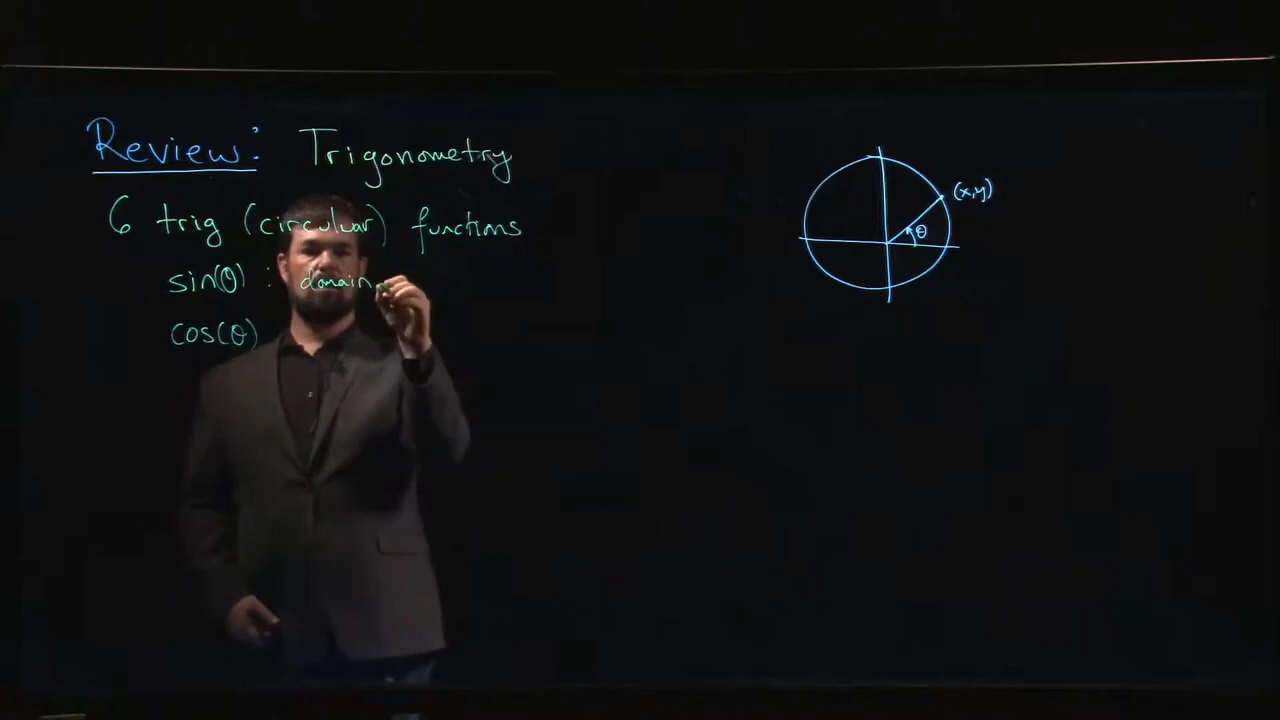 Review: Trigonometry
6 trig (circular) functions
sin(θ) : domain
cos(θ)
(x,y)
θ